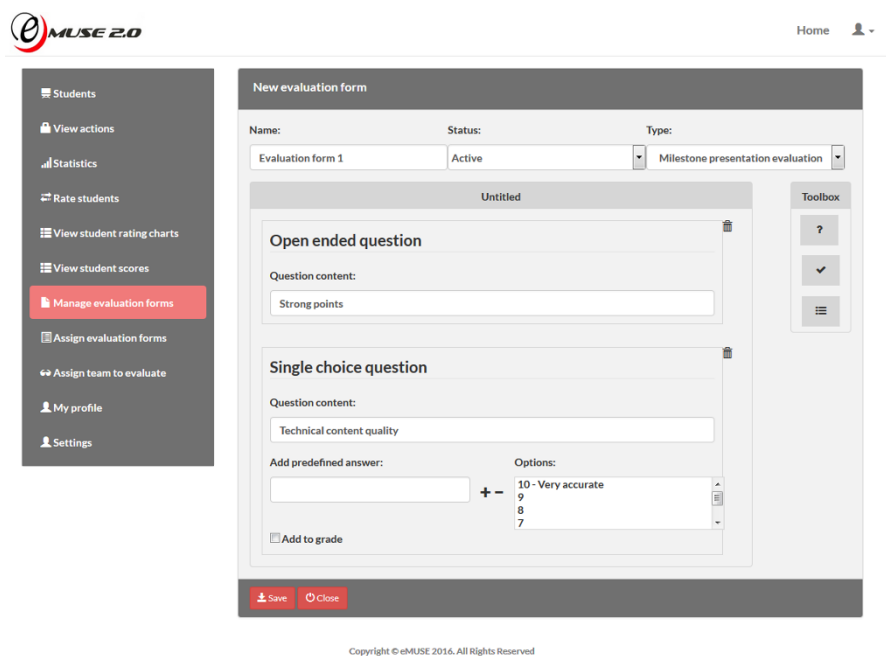 eMUSE 2.0
Home
Students
View actions
Statistics
Rate students
View student rating charts
View student scores
Manage evaluation forms
Assign evaluation forms
Assign team to evaluate
My profile
Settings
New evaluation form
Name: Status: Type:
Evaluation form 1 Active Milestone presentation evaluation
Untitled
Toolbox
?
Open ended question
Question content:
Strong points
Single choice question
Question content:
Technical content quality
Add predefined answer: Options:
10 - Very accurate
9
8
7
Add to grade
Save Close
Copyright © eMUSE 2016. All Rights Reserved